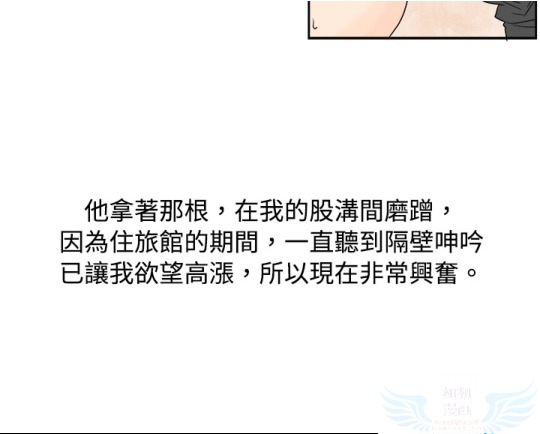 他拿著那根，在我的股溝間磨蹭，
因為住旅館的期間，一直聽到隔壁呻吟
已讓我欲望高漲，所以現在非常興奮。